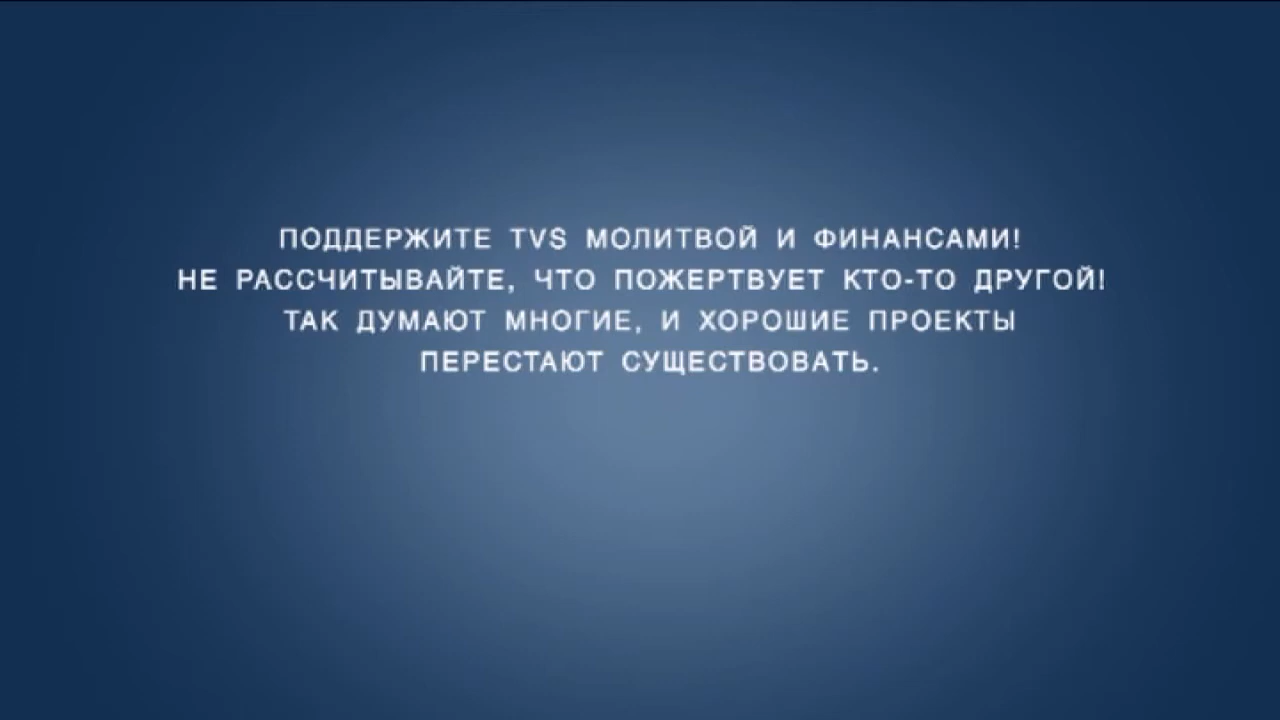 ПОДДЕРЖИТЕ TVS МОЛИТВОЙ И ФИНАНСАМИ!
НЕ РАССЧИТЫВАЙТЕ, ЧТО ПОЖЕРТВУЕТ КТО-ТО ДРУГОЙ!
ТАК ДУМАЮТ МНОГИЕ, И ХОРОШИЕ ПРОЕКТЫ
ПЕРЕСТАЮТ СУЩЕСТВОВАТЬ.